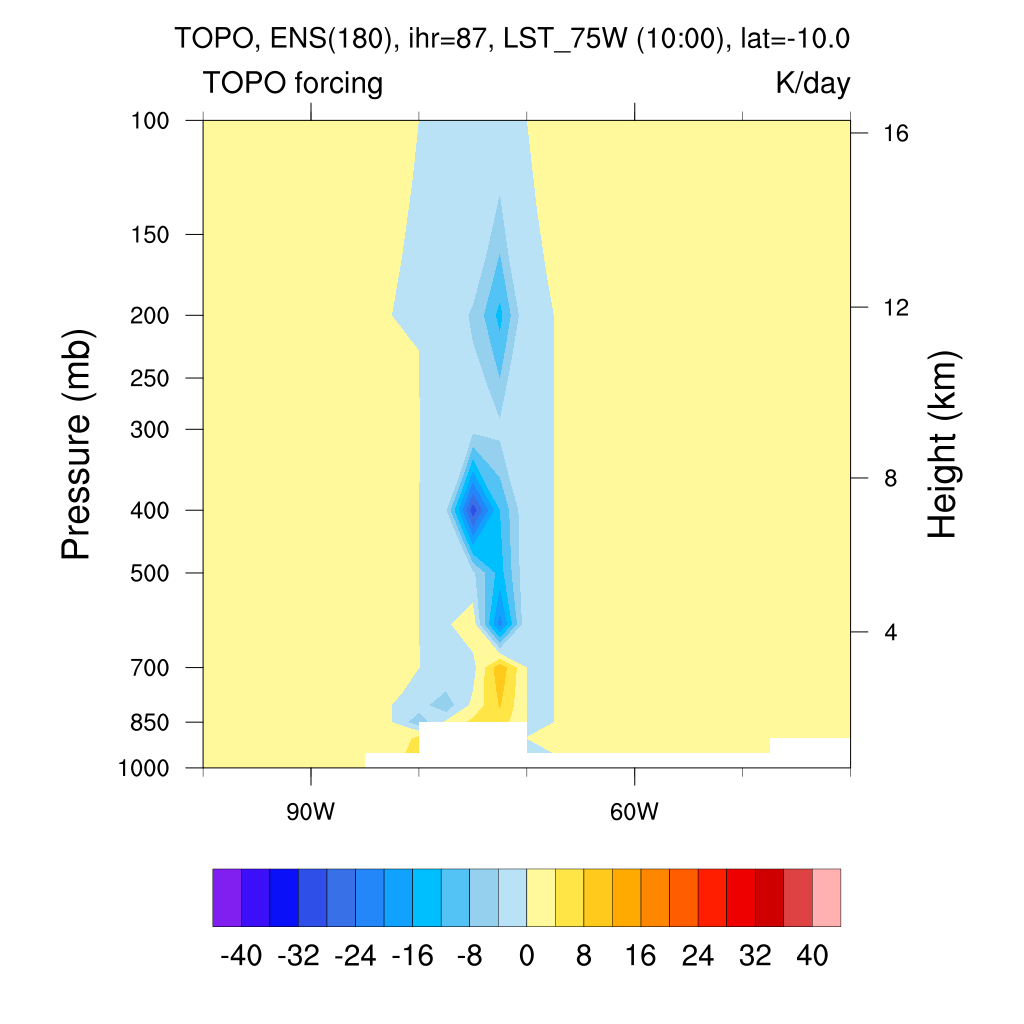 TOPO, ENS(180), ihr=87, LST_75W (10:00), lat=-10.0
TOPO forcing K/day
100
150
200
250
300
400
500
700
850
1000
Pressure (mb)
16
12
8
4
Height (km)
90W 60W
-40 -32 -24 -16 -8 0 8 16 24 32 40